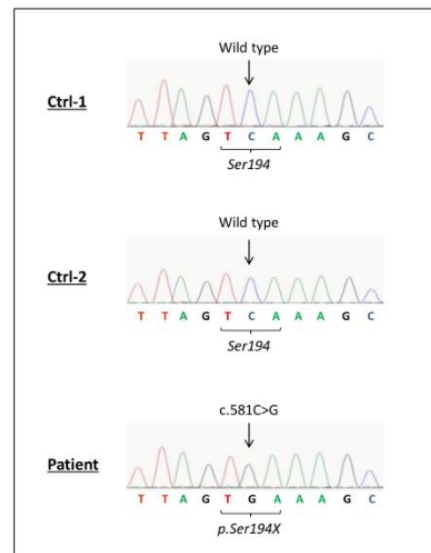 Wild type
Ctrl-1
T T A G T C A A A G C
Ser194
Wild type
Ctrl-2
T T A G T C A A A G C
Ser194
c.581C>G
Patient
T T A G T G A A A G C
p.Ser194X